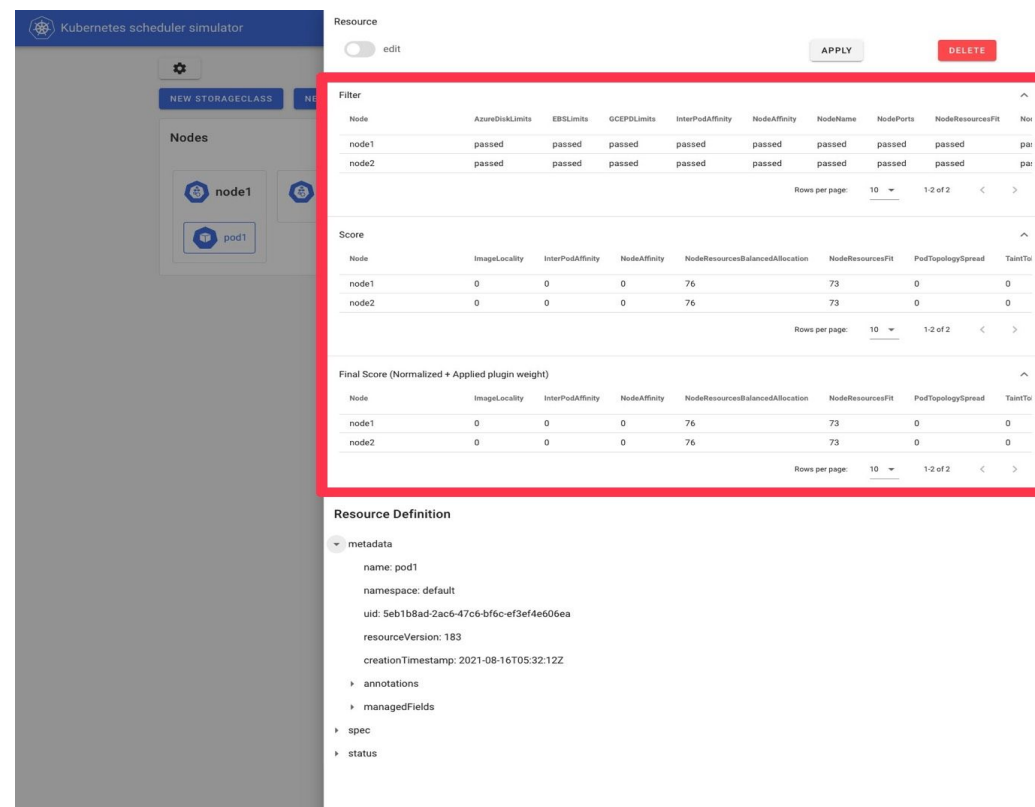 Kubernetes scheduler simulator
NEW STORAGECLASS NE
Nodes
node1
pod1
Resource
edit APPLY DELETE
Filter
Node AzureDiskLimits EBSLimits GCEPDLimits InterPodAffinity NodeAffinity NodeName NodePorts NodeResourcesFit
node1 passed passed passed passed passed passed passed passed
node2 passed passed passed passed passed passed passed passed
Rows per page: 10 1-2 of 2
Score
Node ImageLocality InterPodAffinity NodeAffinity NodeResourcesBalancedAllocation NodeResourcesFit PodTopologySpread TaintTol
node1 0 0 0 76 73 0 0
node2 0 0 0 76 73 0 0
Rows per page: 10 1-2 of 2
Final Score (Normalized + Applied plugin weight)
Node ImageLocality InterPodAffinity NodeAffinity NodeResourcesBalancedAllocation NodeResourcesFit PodTopologySpread TaintTol
node1 0 0 0 76 73 0 0
node2 0 0 0 76 73 0 0
Rows per page: 10 1-2 of 2
Resource Definition
metadata
name: pod1
namespace: default
uid: 5eb1b8ad-2ac6-47c6-bf6c-ef3ef4e606ea
resourceVersion: 183
creationTimestamp: 2021-08-16T05:32:12Z
annotations
managedFields
spec
status